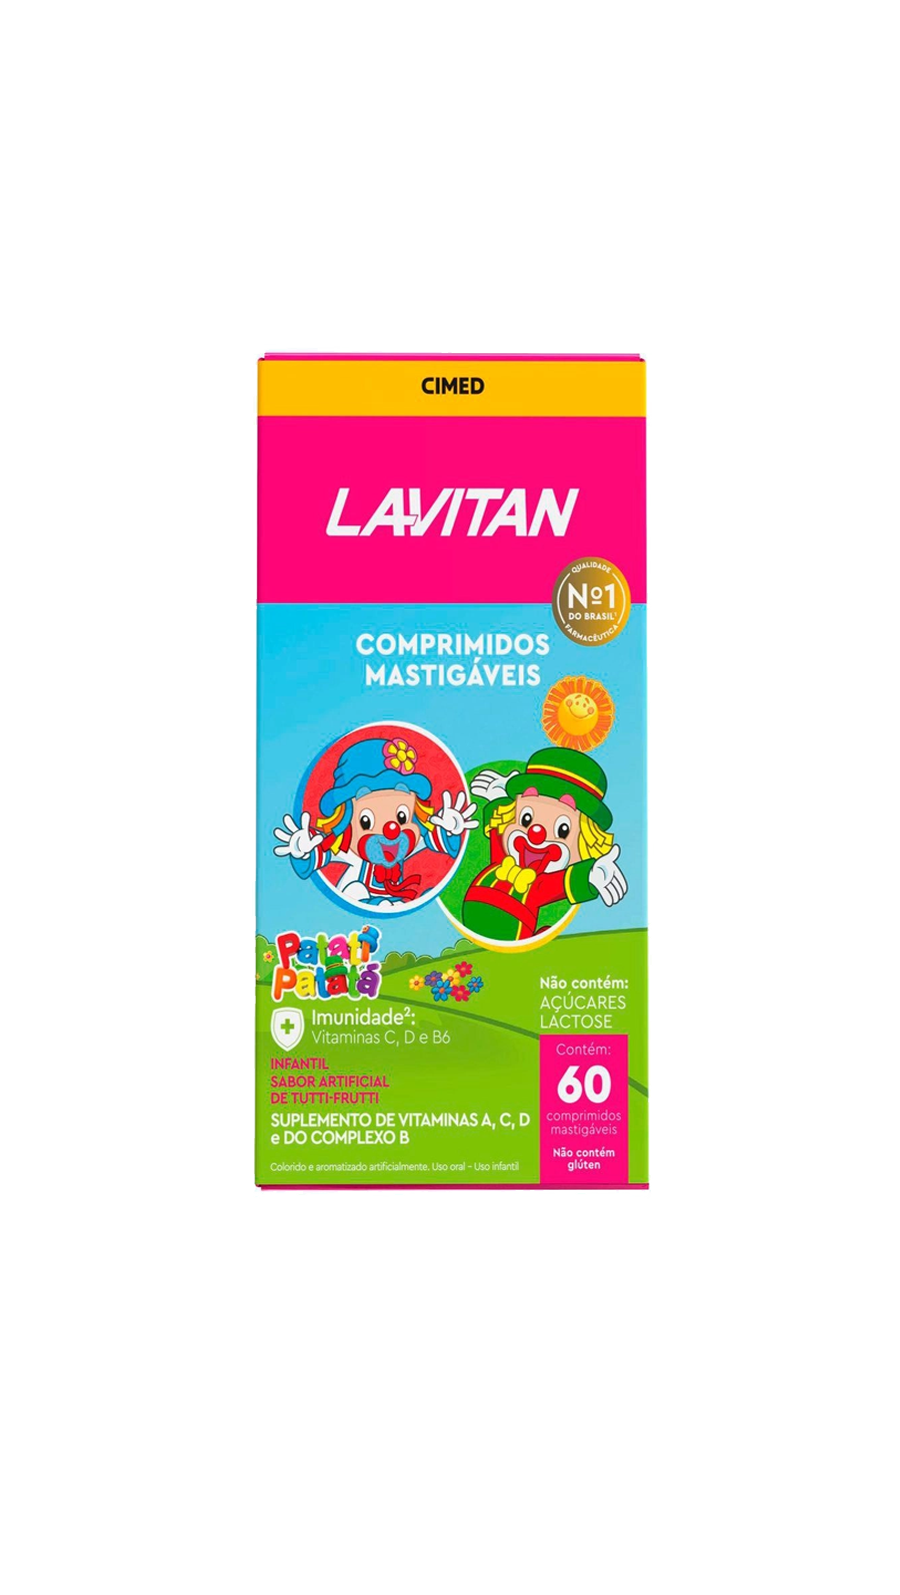 CIMED
LAVITAN
QUALIDADE
Nº1
DO BRASIL¹
FARMACÊUTICA
COMPRIMIDOS
MASTIGÁVEIS
Patati
Patatá
Não contém:
AÇÚCARES
LACTOSE
Imunidade²:
Vitaminas C, D e B6
INFANTIL
SABOR ARTIFICIAL
DE TUTTI-FRUTTI
SUPLEMENTO DE VITAMINAS A, C, D
e DO COMPLEXO B
Colorido e aromatizado artificialmente. Uso oral - Uso infantil
Contém:
60
comprimidos
mastigáveis
Não contém
glúten